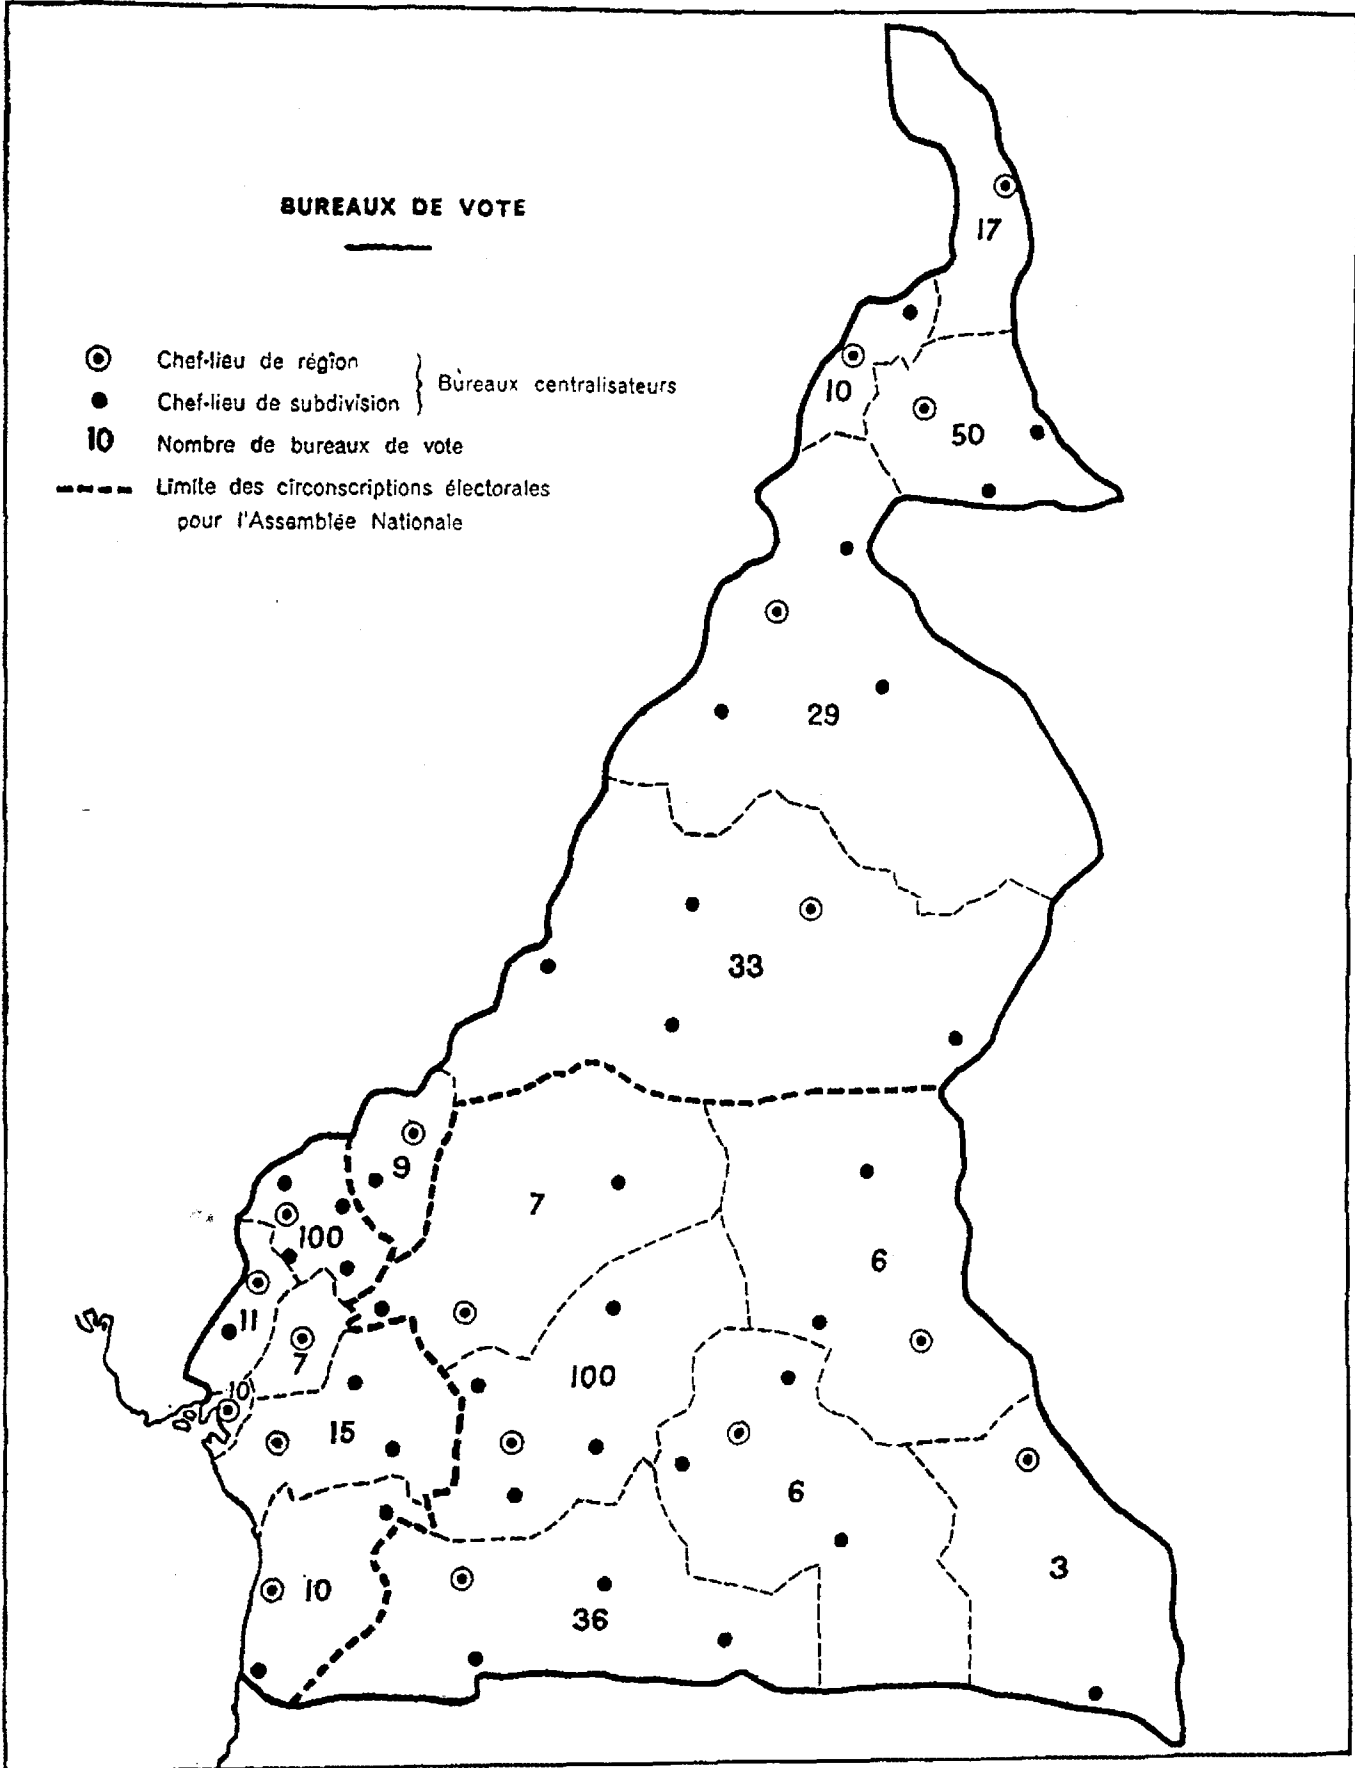 BUREAUX DE VOTE
Chef-lieu de région
Chef-lieu de subdivision
Bureaux centralisateurs
10 Nombre de bureaux de vote
Limite des circonscriptions électorales
pour l'Assemblée Nationale
17
10
50
29
33
9
7
100
6
11
7
100
10
15
6
3
10
36